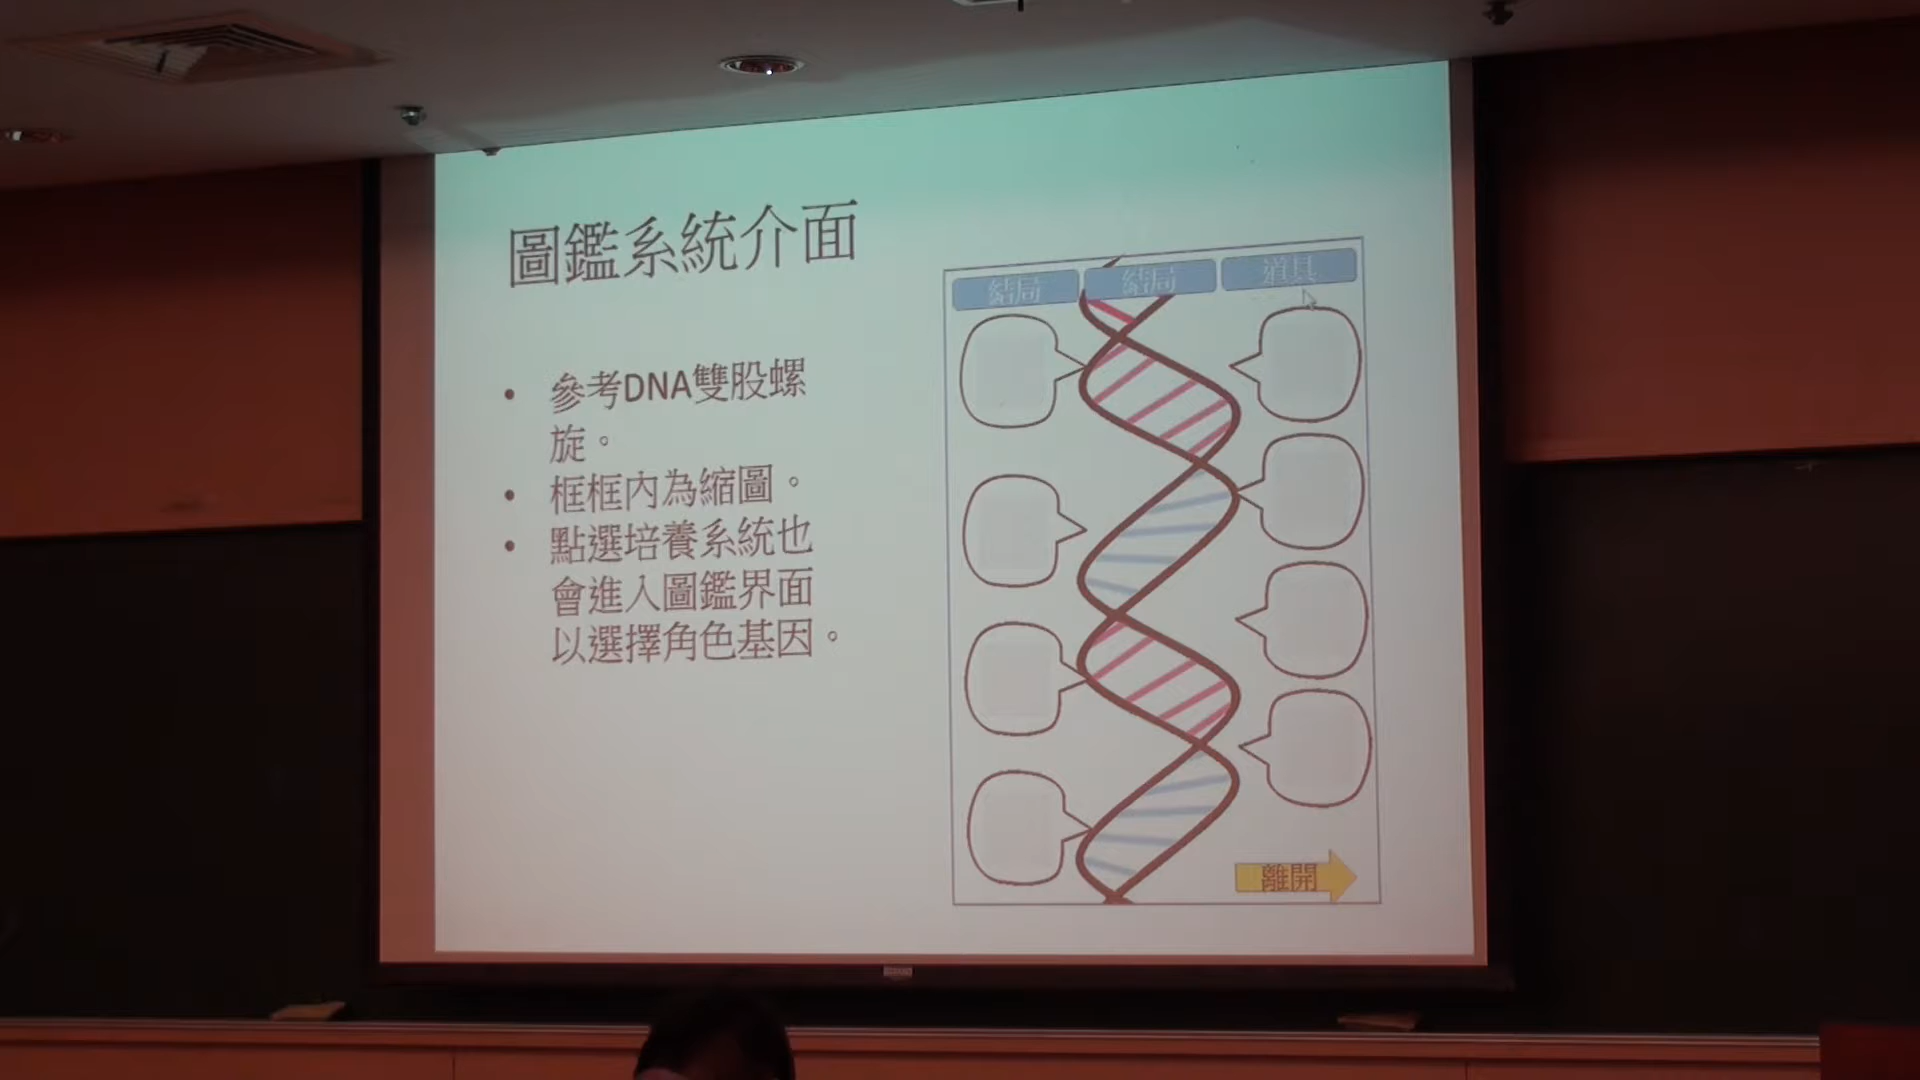 圖鑑系統介面
• 參考DNA雙股螺
旋。
• 框框內為縮圖。
• 點選培養系統也
會進入圖鑑界面
以選擇角色基因。
結局 結局 道具
離開